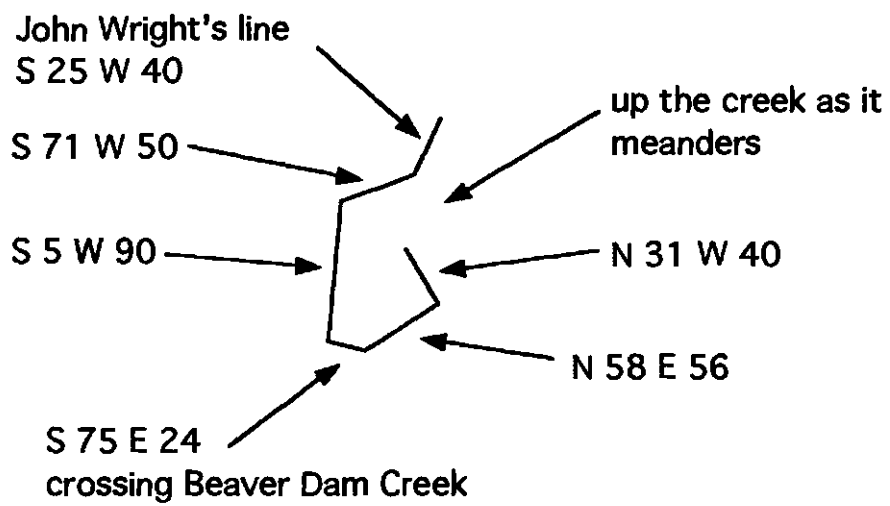 John Wright's line
S 25 W 40
up the creek as it
meanders
S 71 W 50
S 5 W 90
N 31 W 40
N 58 E 56
S 75 E 24
crossing Beaver Dam Creek